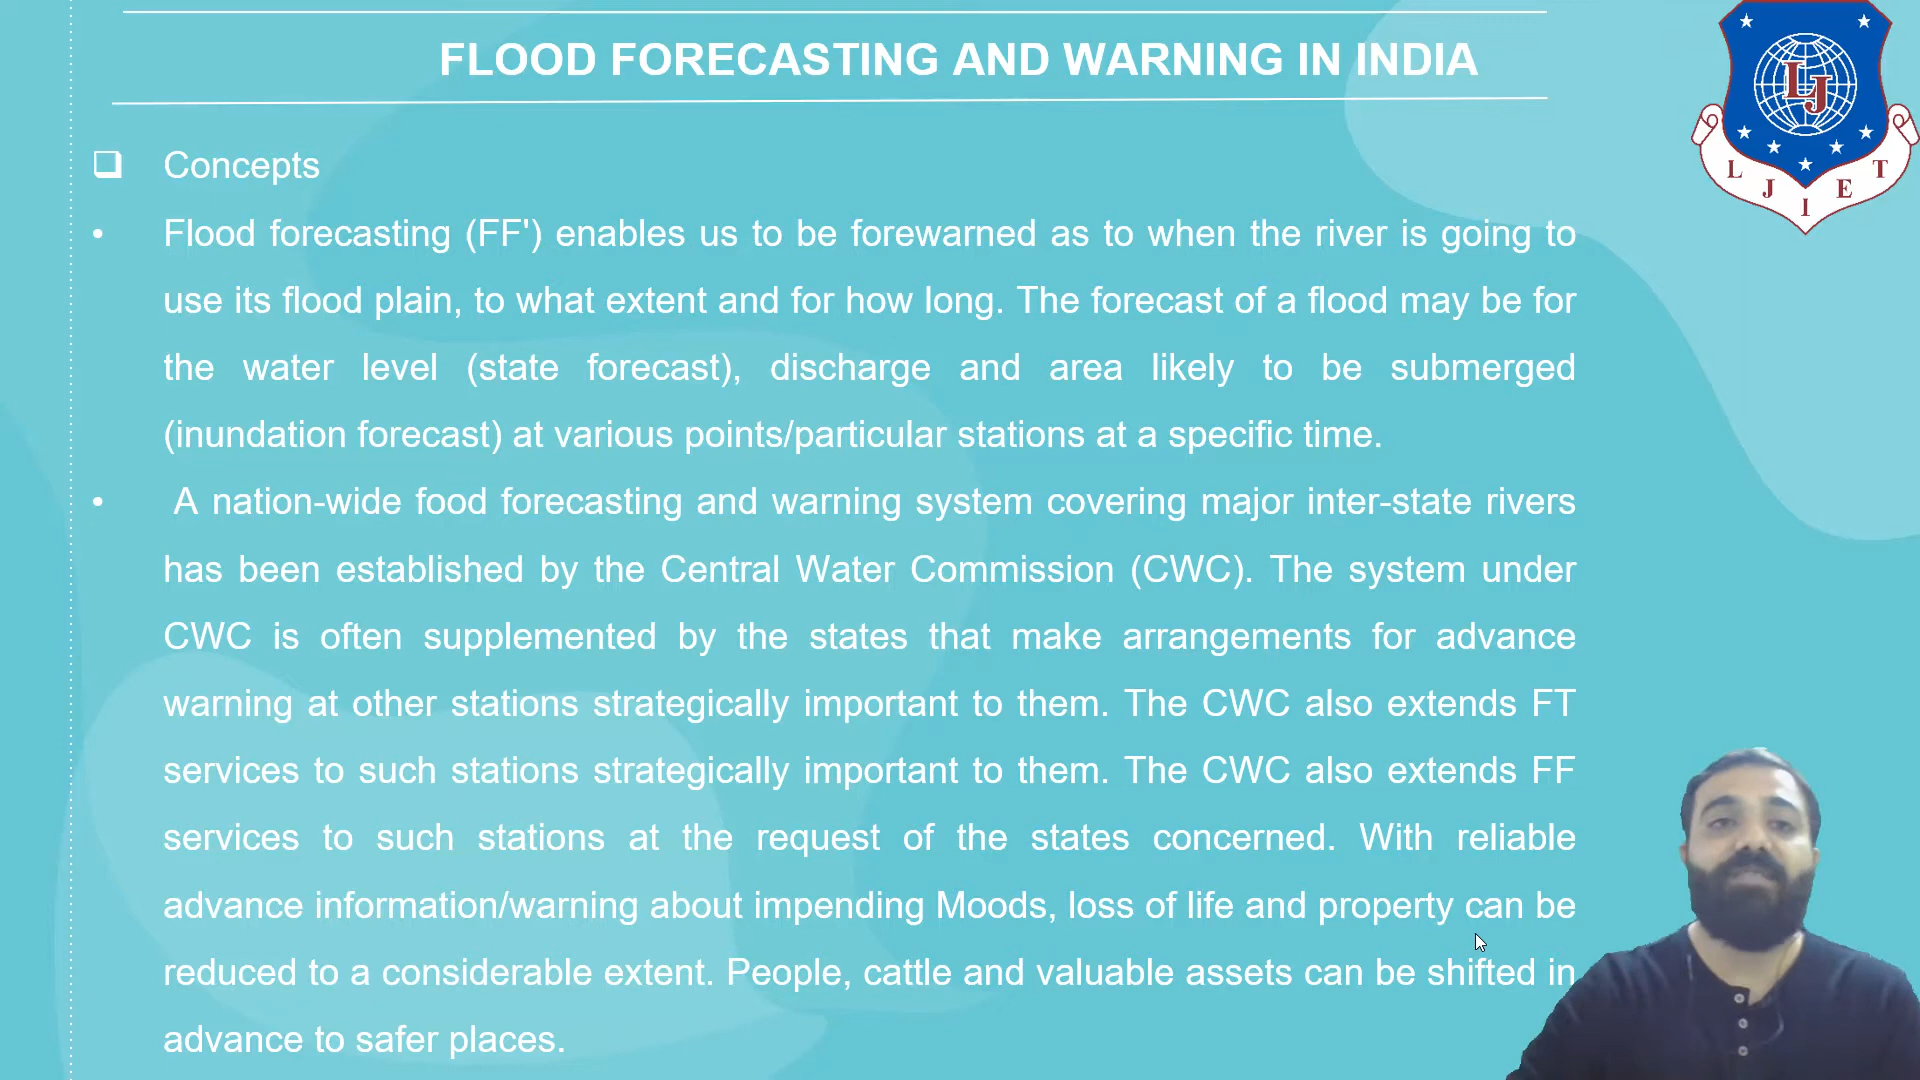 FLOOD FORECASTING AND WARNING IN INDIA
Concepts
• Flood forecasting (FF') enables us to be forewarned as to when the river is going to
use its flood plain, to what extent and for how long. The forecast of a flood may be for
the water level (state forecast), discharge and area likely to be submerged
(inundation forecast) at various points/particular stations at a specific time.
• A nation-wide food forecasting and warning system covering major inter-state rivers
has been established by the Central Water Commission (CWC). The system under
CWC is often supplemented by the states that make arrangements for advance
warning at other stations strategically important to them. The CWC also extends FT
services to such stations strategically important to them. The CWC also extends FF
services to such stations at the request of the states concerned. With reliable
advance information/warning about impending Moods, loss of life and property can be
reduced to a considerable extent. People, cattle and valuable assets can be shifted in
advance to safer places.
LJ
L J I E T